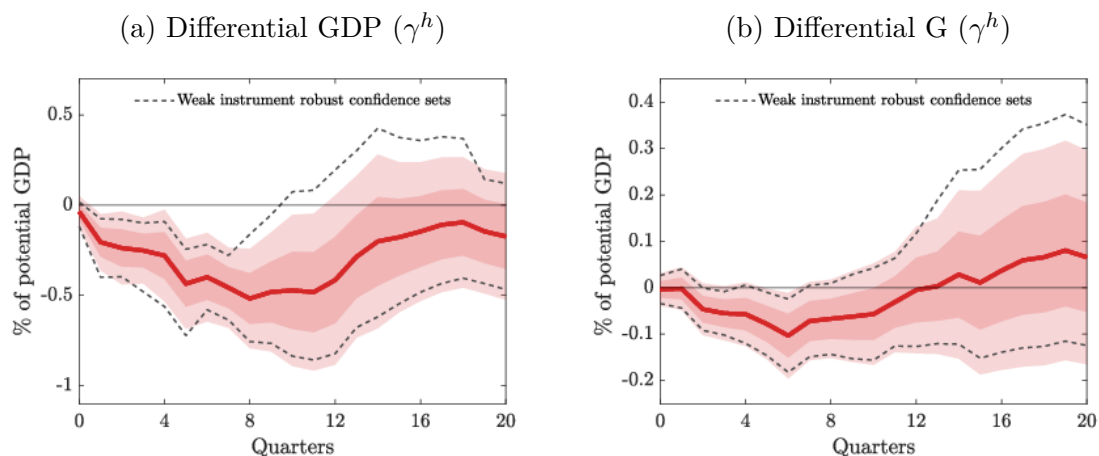 (a) Differential GDP (γ^h)
Weak instrument robust confidence sets
% of potential GDP
0.5
0
-0.5
-1
0 4 8 12 16 20
Quarters
(b) Differential G (γ^h)
Weak instrument robust confidence sets
% of potential GDP
0.4
0.3
0.2
0.1
0
-0.1
-0.2
0 4 8 12 16 20
Quarters